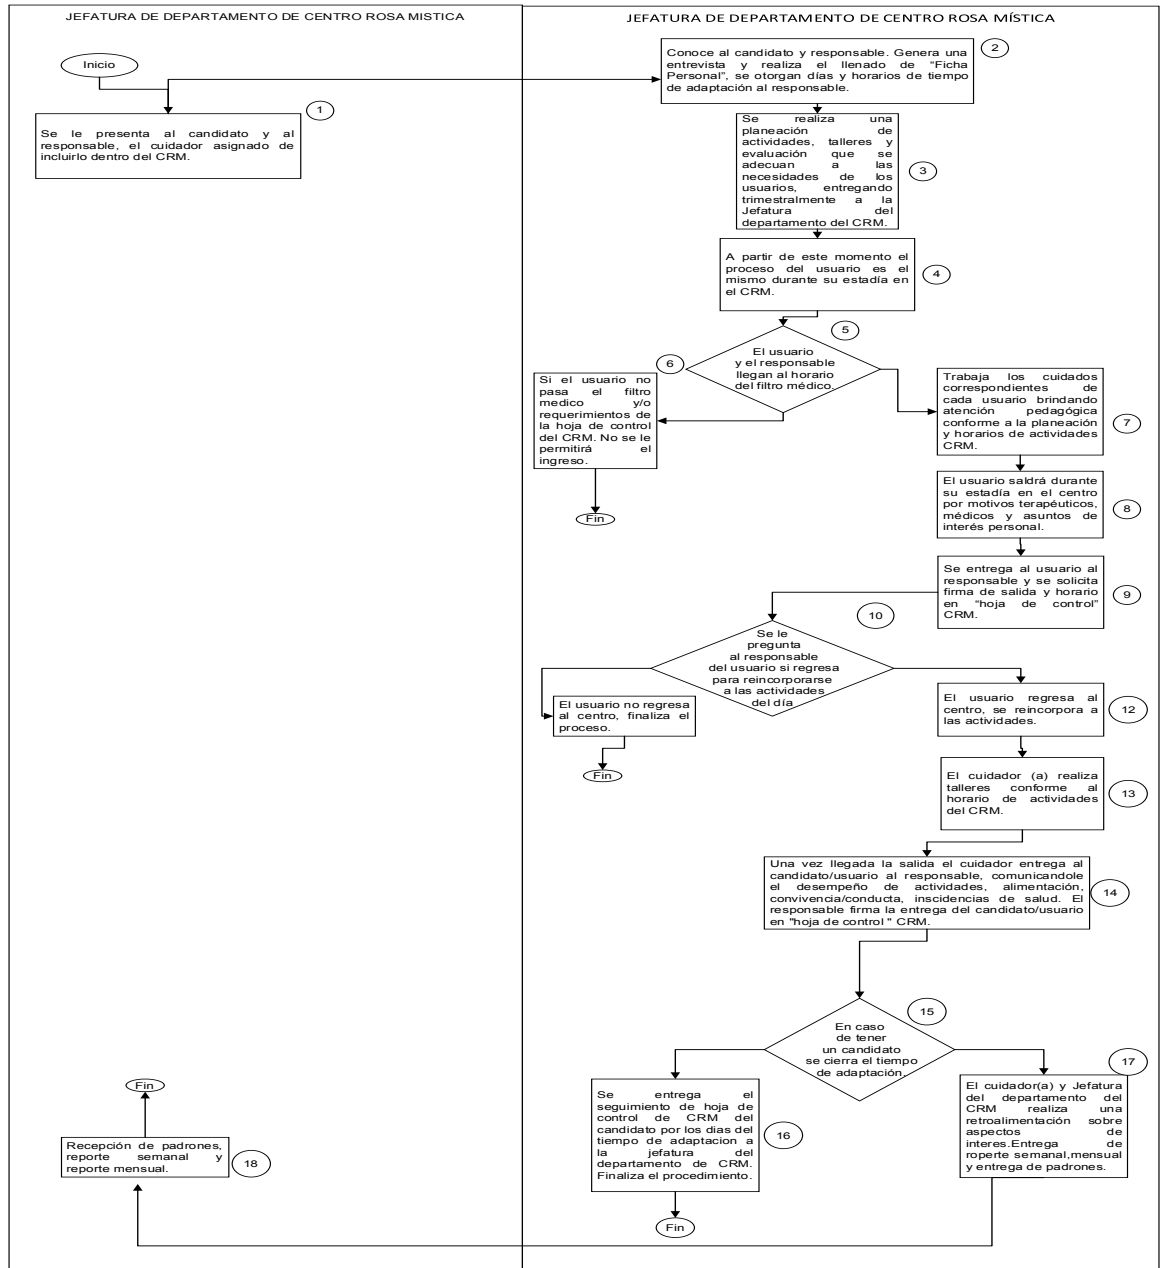 JEFATURA DE DEPARTAMENTO DE CENTRO ROSA MISTICA
Inicio
1
Se le presenta al candidato y al
responsable, el cuidador asignado de
incluirlo dentro del CRM.
JEFATURA DE DEPARTAMENTO DE CENTRO ROSA MÍSTICA
2
Conoce al candidato y responsable. Genera una
entrevista y realiza el llenado de “Ficha
Personal”, se otorgan días y horarios de tiempo
de adaptación al responsable.
Se realiza una
planeación de
actividades, talleres y
evaluación que se
adecuan a las
necesidades de los
usuarios, entregando
trimestralmente a la
Jefatura del
departamento del CRM.
3
A partir de este momento el
proceso del usuario es el
mismo durante su estadía en
el CRM.
4
5
El usuario
y el responsable
llegan al horario
del filtro médico.
6
Si el usuario no
pasa el filtro
medico y/o
requerimientos de
la hoja de control
del CRM. No se le
permitirá el
ingreso.
Fin
Trabaja los cuidados
correspondientes de
cada usuario brindando
atención pedagógica
conforme a la planeación
y horarios de actividades
CRM.
7
El usuario saldrá durante
su estadía en el centro
por motivos terapéuticos,
médicos y asuntos de
interés personal.
8
Se entrega al usuario al
responsable y se solicita
firma de salida y horario
en “hoja de control”
CRM.
9
10
Se le
pregunta
al responsable
del usuario si regresa
para reincorporarse
a las actividades
del día
El usuario no regresa
al centro, finaliza el
proceso.
Fin
El usuario regresa al
centro, se reincorpora a
las actividades.
12
El cuidador (a) realiza
talleres conforme al
horario de actividades
del CRM.
13
Una vez llegada la salida el cuidador entrega al
candidato/usuario al responsable, comunicandole
el desempeño de actividades, alimentación,
convivencia/conducta, inscidencias de salud. El
responsable firma la entrega del candidato/usuario
en "hoja de control " CRM.
14
15
En caso
de tener
un candidato
se cierra el tiempo
de adaptación.
Se entrega el
seguimiento de hoja de
control de CRM del
candidato por los dias del
tiempo de adaptacion a
la jefatura del
departamento de CRM.
Finaliza el procedimiento.
16
Fin
17
El cuidador(a) y Jefatura
del departamento del
CRM realiza una
retroalimentación sobre
aspectos de
interes.Entrega de
roperte semanal,mensual
y entrega de padrones.
Fin
Recepción de padrones,
reporte semanal y
reporte mensual.
18